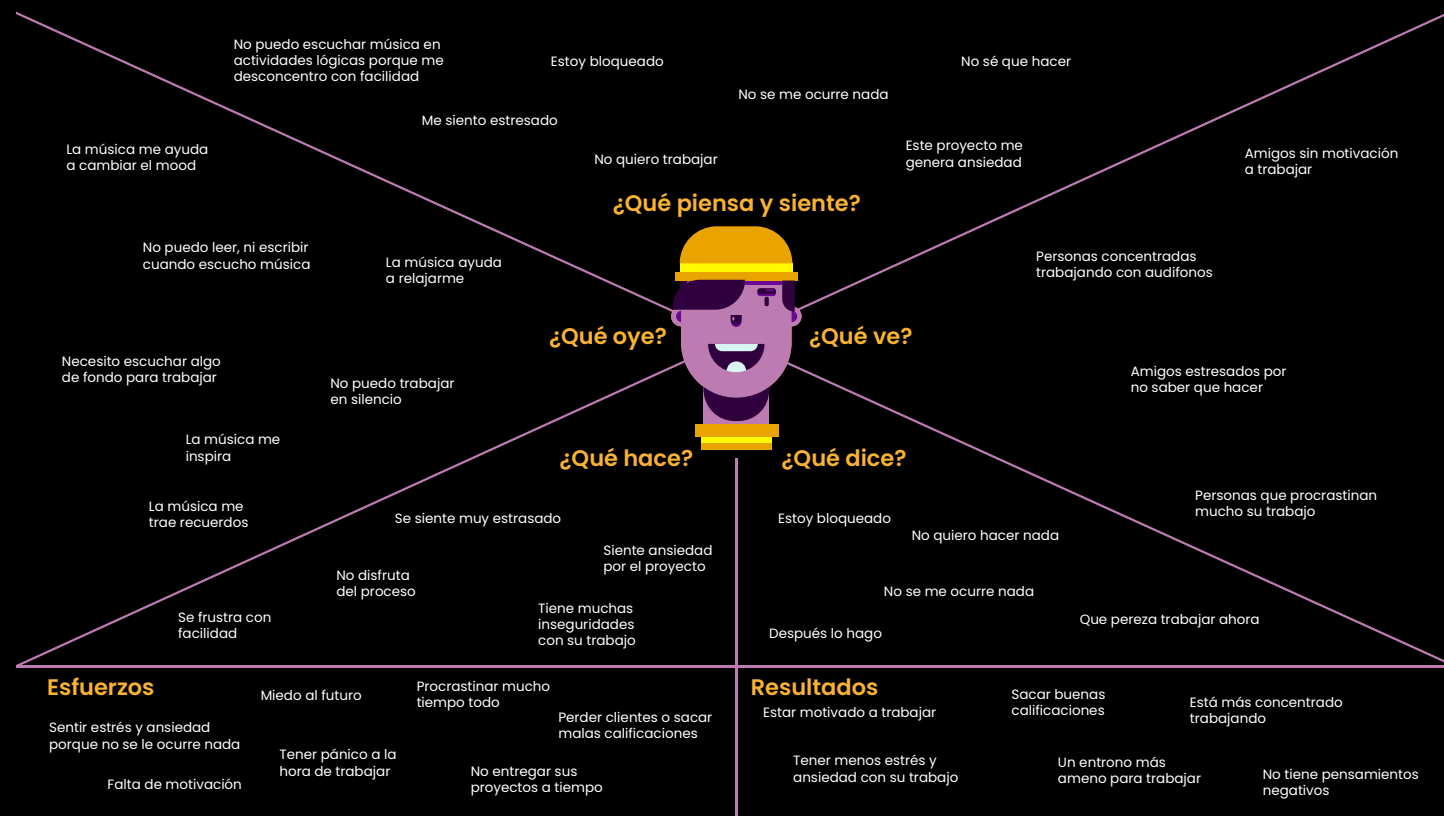 No puedo escuchar música en
actividades lógicas porque me
desconcentro con facilidad
Estoy bloqueado
No sé que hacer
No se me ocurre nada
Me siento estresado
No quiero trabajar
Este proyecto me
genera ansiedad
¿Qué piensa y siente?
La música me ayuda
a cambiar el mood
No puedo leer, ni escribir
cuando escucho música
La música ayuda
a relajarme
¿Qué oye?
Necesito escuchar algo
de fondo para trabajar
No puedo trabajar
en silencio
La música me
inspira
La música me
trae recuerdos
Amigos sin motivación
a trabajar
Personas concentradas
trabajando con audifonos
¿Qué ve?
Amigos estresados por
no saber que hacer
Personas que procrastinan
mucho su trabajo
¿Qué hace?
Se siente muy estrasado
Siente ansiedad
por el proyecto
No disfruta
del proceso
Tiene muchas
inseguridades
con su trabajo
Se frustra con
facilidad
¿Qué dice?
Estoy bloqueado
No quiero hacer nada
No se me ocurre nada
Que pereza trabajar ahora
Después lo hago
Esfuerzos
Miedo al futuro
Procrastinar mucho
tiempo todo
Sentir estrés y ansiedad
porque no se le ocurre nada
Perder clientes o sacar
malas calificaciones
Tener pánico a la
hora de trabajar
Falta de motivación
No entregar sus
proyectos a tiempo
Resultados
Estar motivado a trabajar
Sacar buenas
calificaciones
Está más concentrado
trabajando
Tener menos estrés y
ansiedad con su trabajo
Un entrono más
ameno para trabajar
No tiene pensamientos
negativos